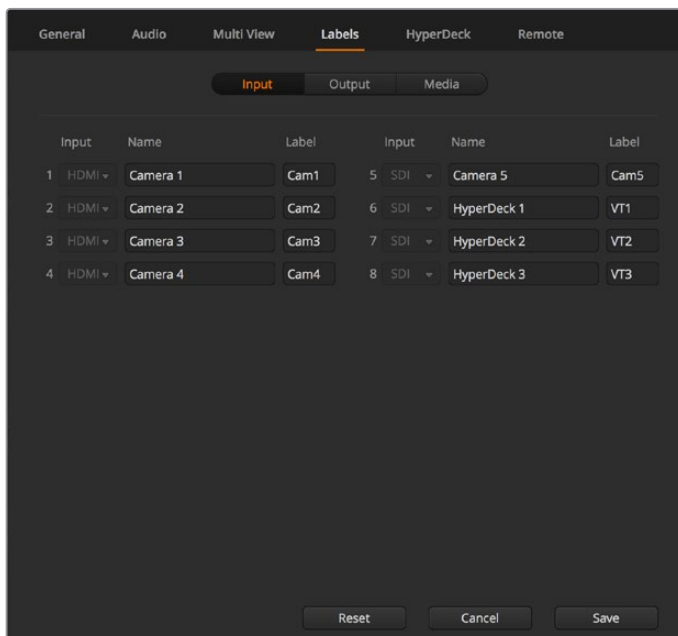 General Audio Multi View Labels HyperDeck Remote
Input Output Media
Input Name Label Input Name Label
1 HDMI Camera 1 Cam1 5 SDI Camera 5 Cam5
2 HDMI Camera 2 Cam2 6 SDI HyperDeck 1 VT1
3 HDMI Camera 3 Cam3 7 SDI HyperDeck 2 VT2
4 HDMI Camera 4 Cam4 8 SDI HyperDeck 3 VT3
Reset Cancel Save